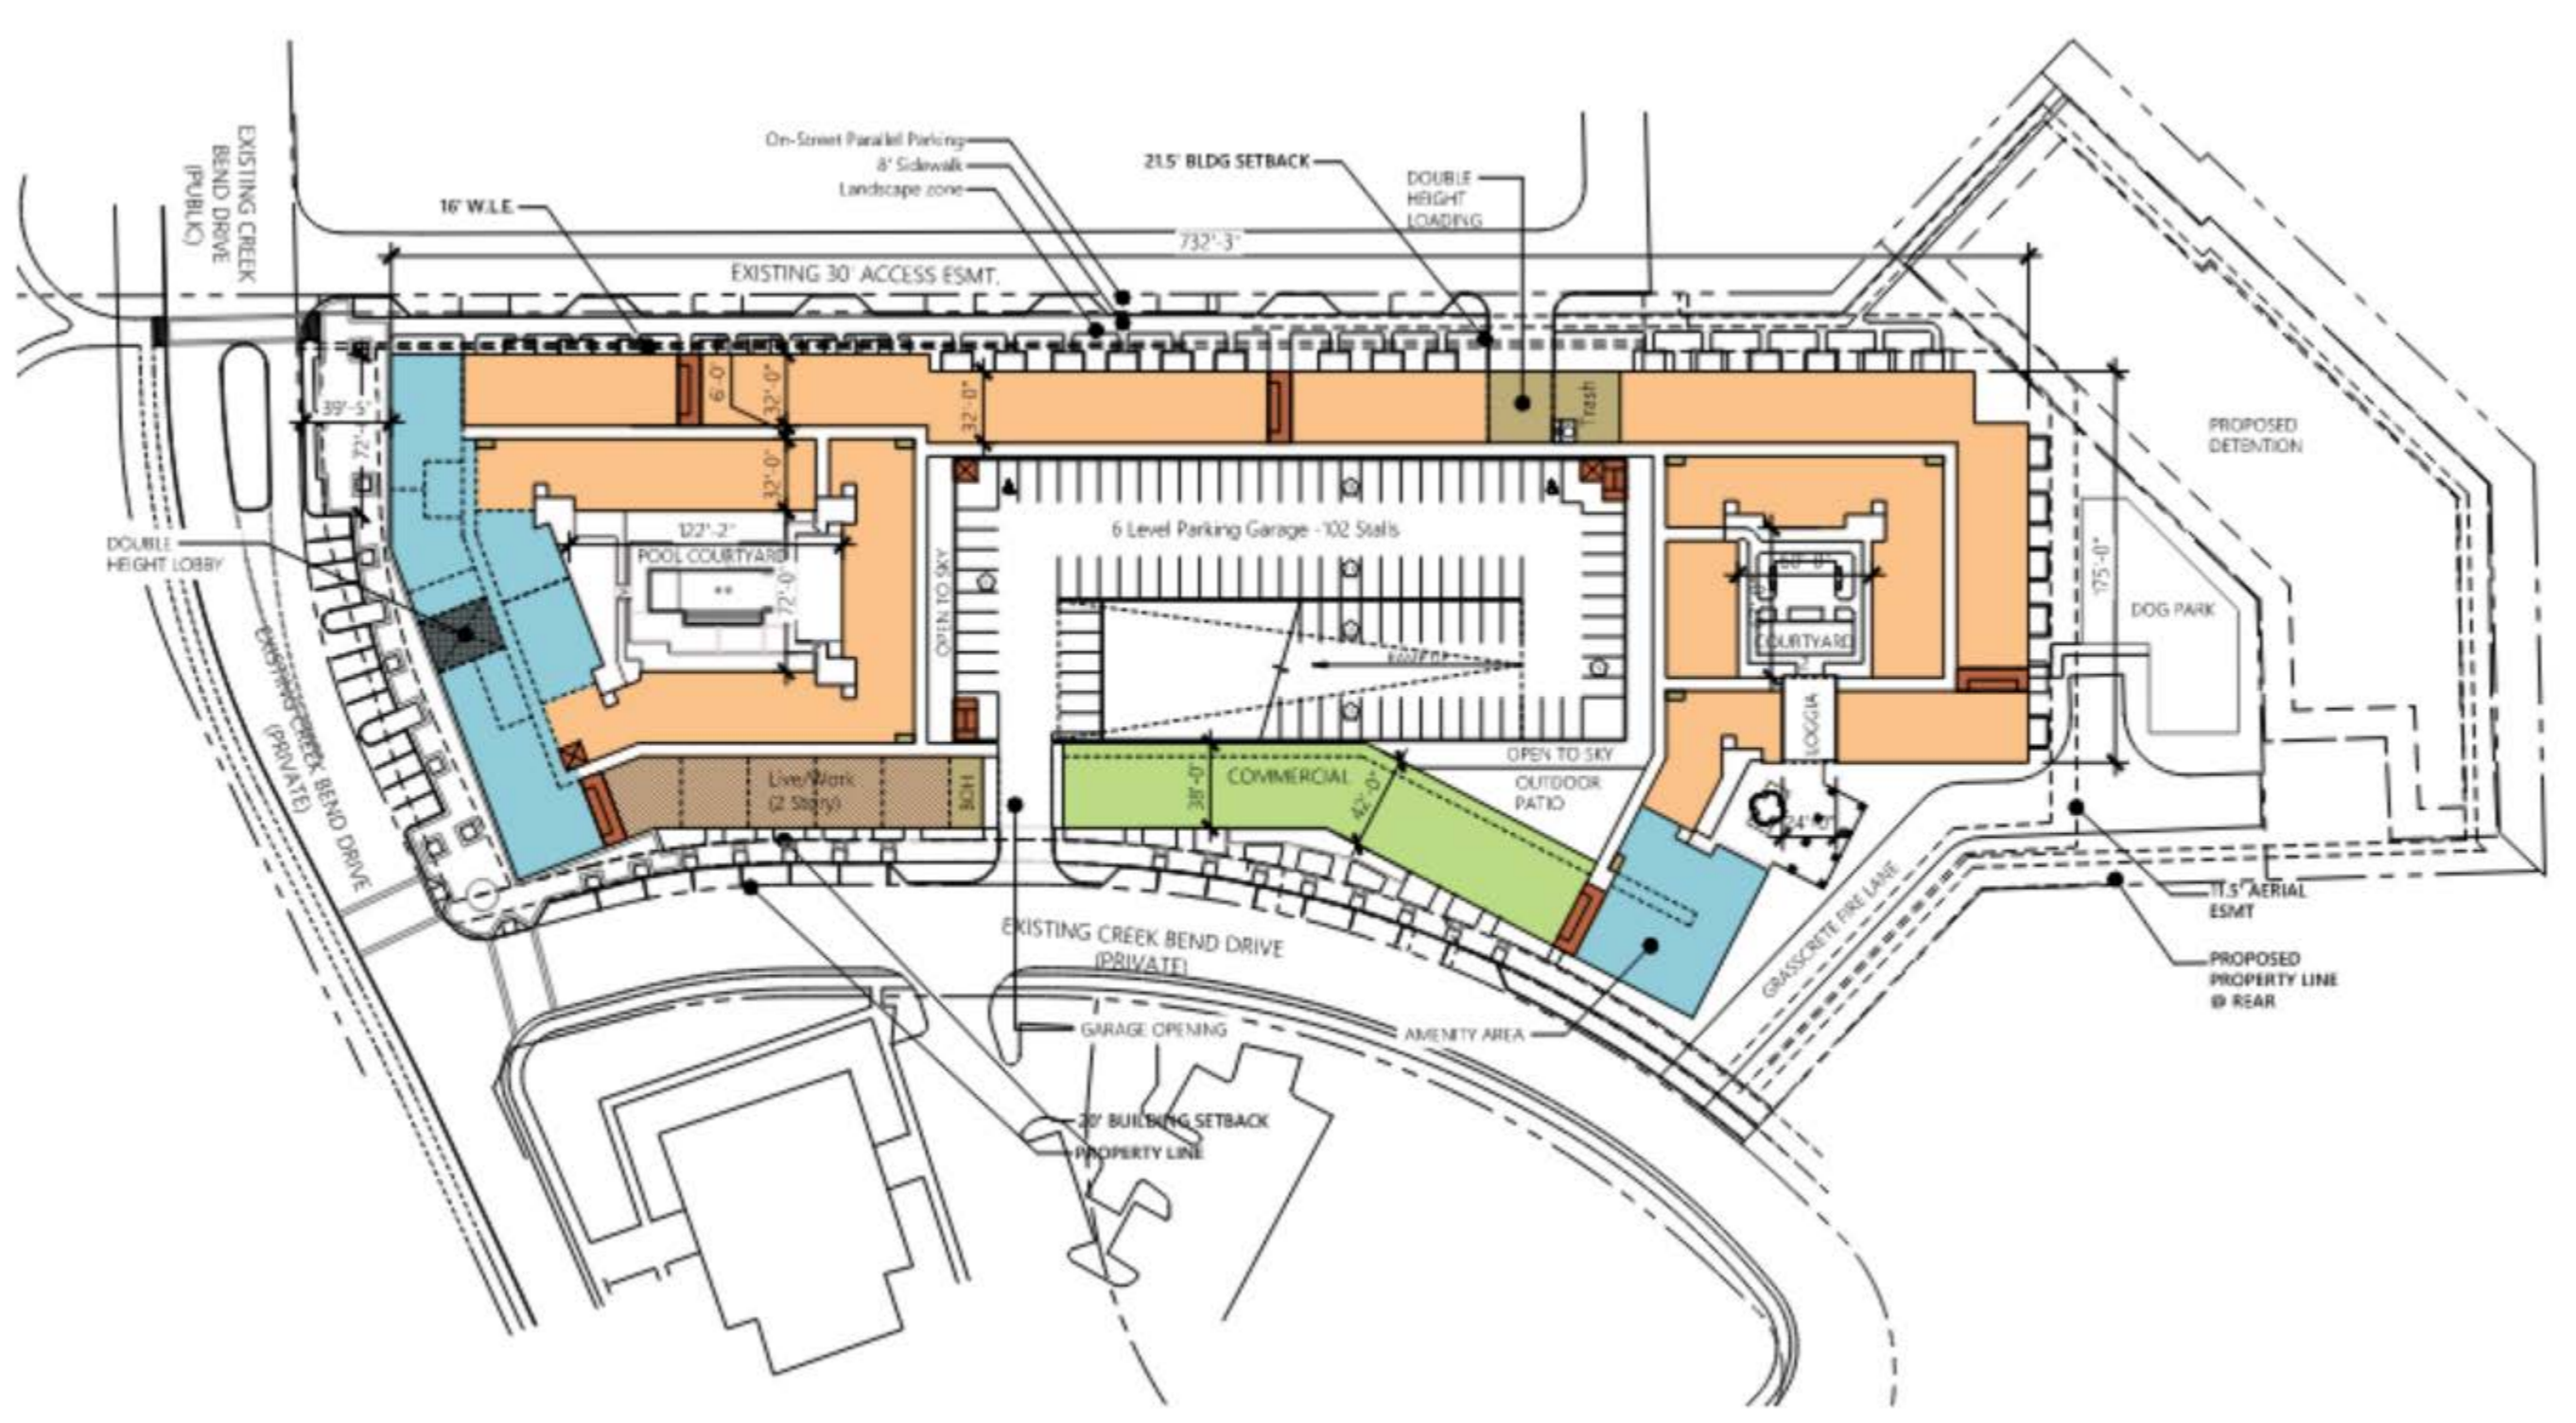 EXISTING CREEK
BEND DRIVE
(PUBLIC)
On-Street Parallel Parking
8' Sidewalk
Landscape zone
16' W.L.E.
21.5' BLDG SETBACK
DOUBLE
HEIGHT
LOADING
732'-3"
EXISTING 30' ACCESS ESMT.
39'-5"
72'-
6'-0"
32'-0"
32'-0"
32'-0"
Trash
PROPOSED
DETENTION
DOUBLE
HEIGHT LOBBY
122'-2"
POOL COURTYARD
72'-0"
OPEN TO SKY
6 Level Parking Garage - 102 Stalls
COURTYARD
2
175'-0"
DOG PARK
LOGGIA
EXISTING CREEK BEND DRIVE
(PRIVATE)
Live/Work
(2 Story)
BOH
38'-0"
COMMERCIAL
42'-0"
OPEN TO SKY
OUTDOOR
PATIO
24'-0"
GRASSCRETE FIRE LANE
11.5' AERIAL
ESMT
PROPOSED
PROPERTY LINE
@ REAR
EXISTING CREEK BEND DRIVE
(PRIVATE)
GARAGE OPENING
AMENITY AREA
20' BUILDING SETBACK
PROPERTY LINE